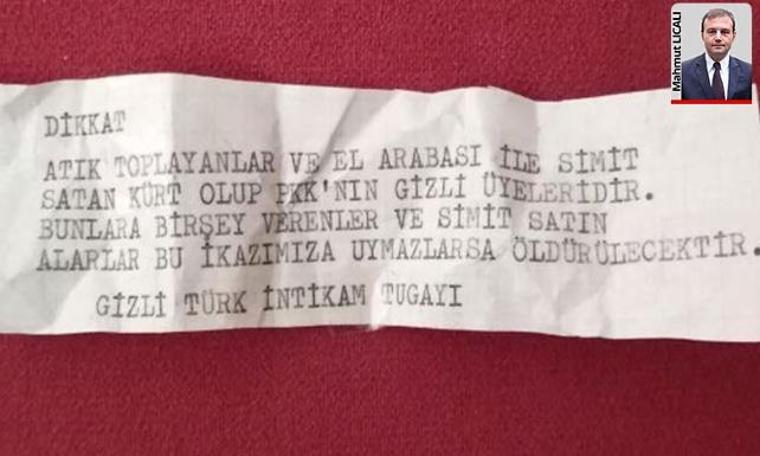 Mahmut LICALI
DİKKAT
ATIK TOPLAYANLAR VE EL ARABASI İLE SİMİT
SATAN KÜRT OLUP PKK'NIN GİZLİ ÜYELERİDİR.
BUNLARA BİRŞEY VERENLER VE SİMİT SATIN
ALARLAR BU İKAZIMIZA UYMAZLARSA ÖLDÜRÜLECEKTİR.
GİZLİ TÜRK İNTİKAM TUGAYI